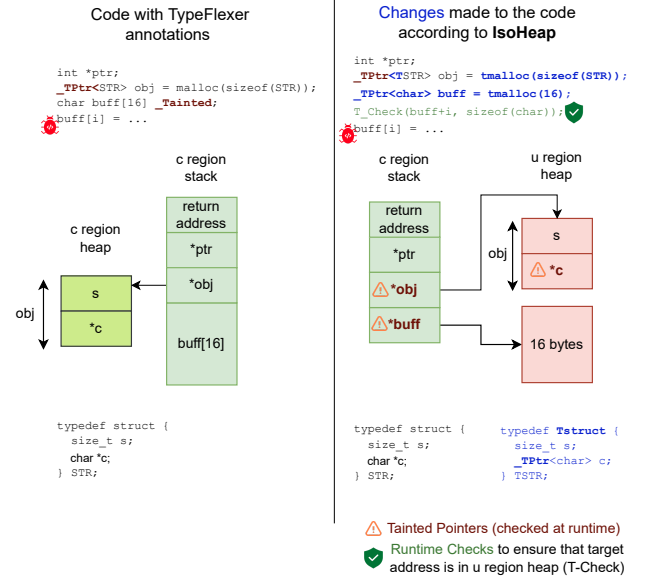 Code with TypeFlexer
annotations
int *ptr;
_TPtr<STR> obj = malloc(sizeof(STR));
char buff[16] _Tainted;
buff[i] = ...
c region
stack
return
address
*ptr
*obj
buff[16]
c region
heap
s
*c
obj
typedef struct {
size_t s;
char *c;
} STR;
Changes made to the code
according to IsoHeap
int *ptr;
_TPtr<TSTR> obj = tmalloc(sizeof(STR));
_TPtr<char> buff = tmalloc(16);
T_Check(buff+i, sizeof(char));
buff[i] = ...
c region
stack
return
address
*ptr
*obj
*buff
u region
heap
s
*c
obj
16 bytes
typedef struct {
size_t s;
char *c;
} STR;
typedef Tstruct {
size_t s;
_TPtr<char> c;
} TSTR;
Tainted Pointers (checked at runtime)
Runtime Checks to ensure that target
address is in u region heap (T-Check)